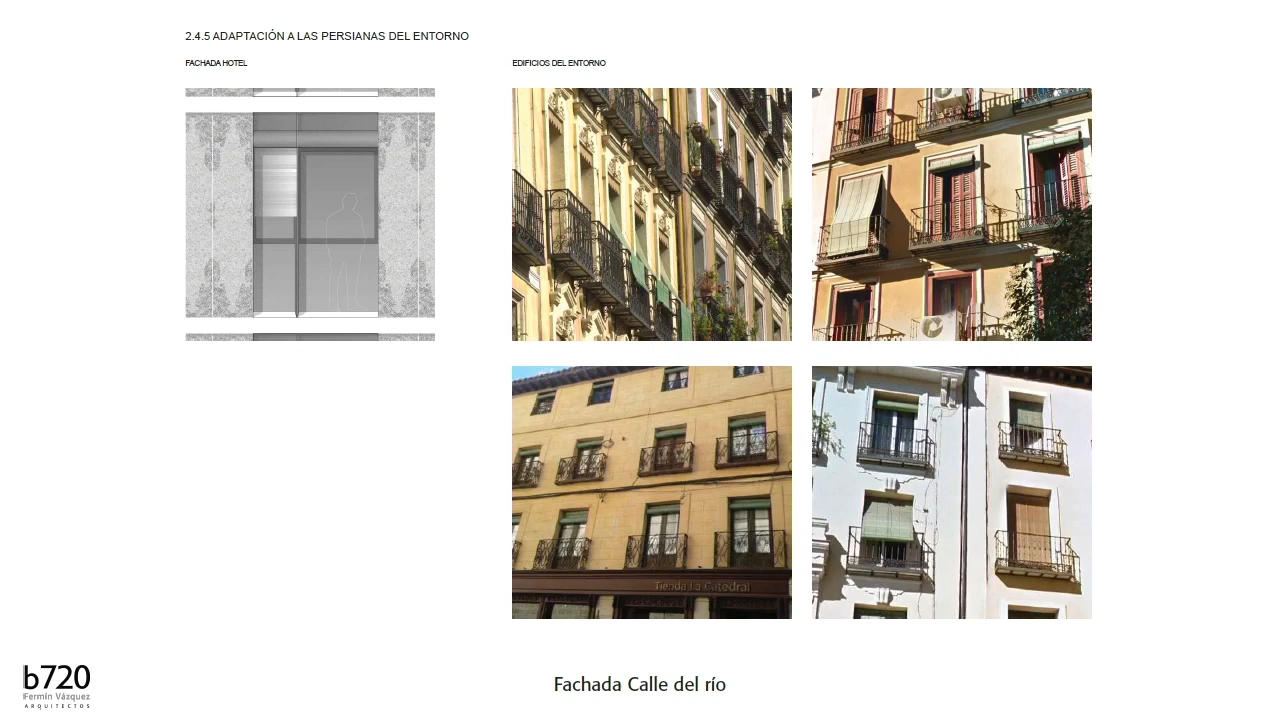 2.4.5 ADAPTACIÓN A LAS PERSIANAS DEL ENTORNO
FACHADA HOTEL
EDIFICIOS DEL ENTORNO
Tienda La Catedral
b720
Fermín Vázquez
ARQUITECTOS
Fachada Calle del río